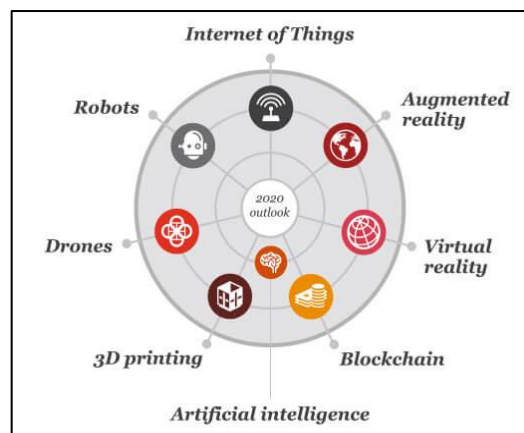 Internet of Things
Robots
Augmented
reality
2020
outlook
Drones
Virtual
reality
3D printing
Blockchain
Artificial intelligence